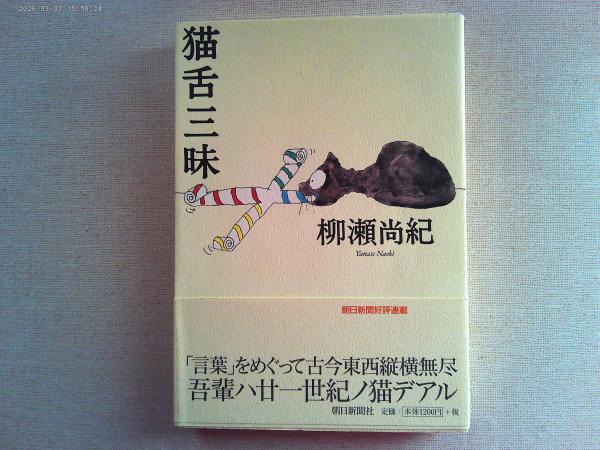 2026-03-07 15:58:24
猫舌三昧
柳瀬尚紀
Yanase Naoki
朝日新聞好評連載
「言葉」をめぐって古今東西縦横無尽
吾輩ハ廿一世紀ノ猫デアル
朝日新聞社 定価:本体1200円+税